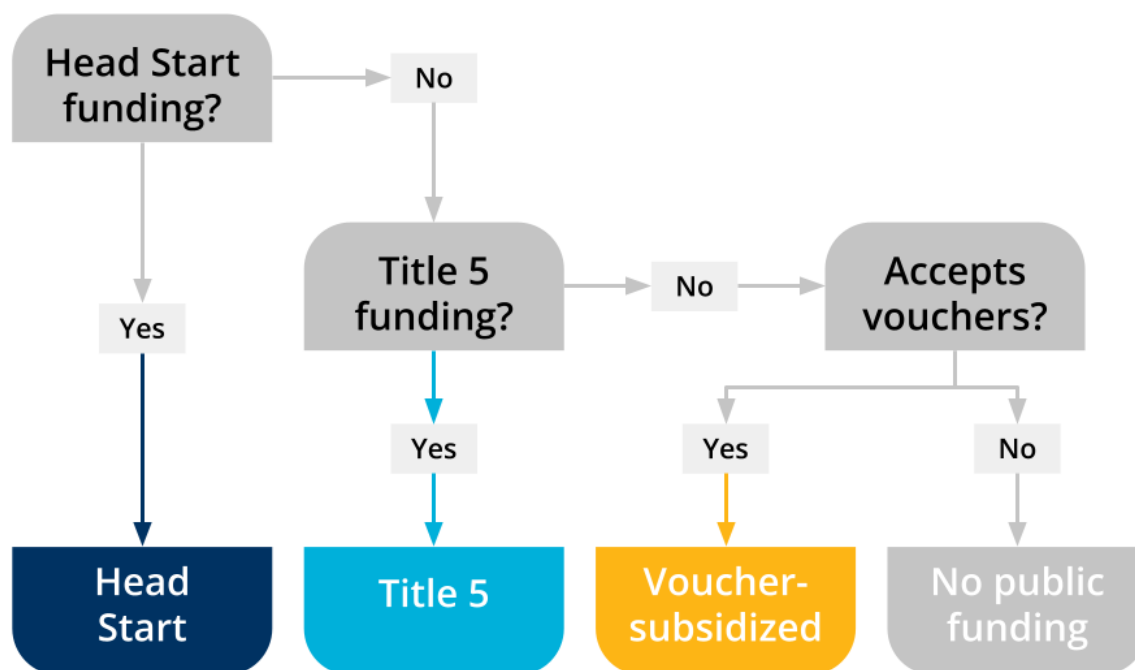 Head Start
funding?
No
Title 5
funding?
No
Accepts
vouchers?
Yes
Yes
Yes
No
Head
Start
Title 5
Voucher-
subsidized
No public
funding